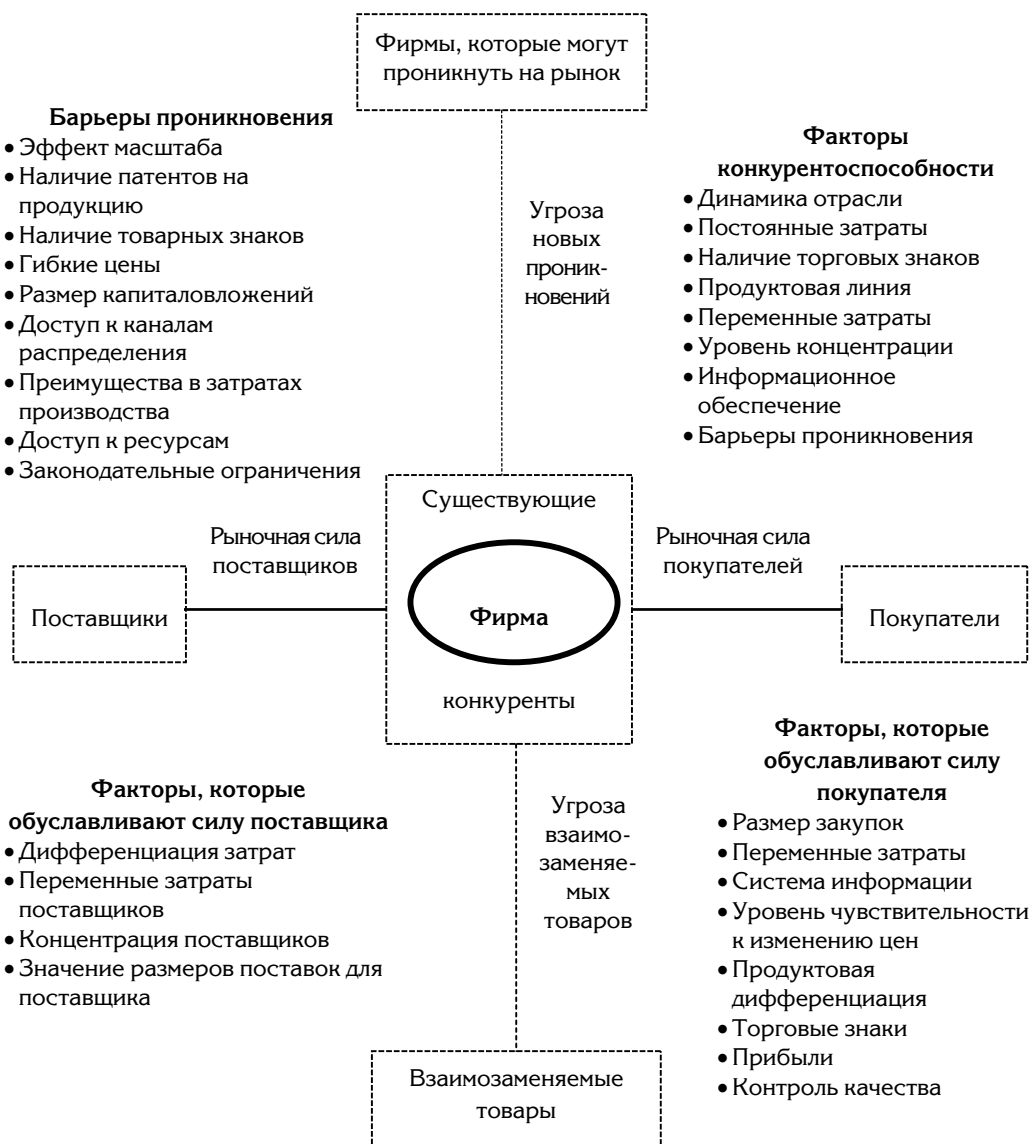 Фирмы, которые могут
проникнуть на рынок
Барьеры проникновения
• Эффект масштаба
• Наличие патентов на
продукцию
• Наличие товарных знаков
• Гибкие цены
• Размер капиталовложений
• Доступ к каналам
распределения
• Преимущества в затратах
производства
• Доступ к ресурсам
• Законодательные ограничения
Угроза
новых
проник-
новений
Факторы
конкурентоспособности
• Динамика отрасли
• Постоянные затраты
• Наличие торговых знаков
• Продуктовая линия
• Переменные затраты
• Уровень концентрации
• Информационное
обеспечение
• Барьеры проникновения
Поставщики
Рыночная сила
поставщиков
Существующие
Фирма
конкуренты
Рыночная сила
покупателей
Покупатели
Факторы, которые
обуславливают силу поставщика
• Дифференциация затрат
• Переменные затраты
поставщиков
• Концентрация поставщиков
• Значение размеров поставок для
поставщика
Угроза
взаимо-
заменяе-
мых
товаров
Факторы, которые
обуславливают силу
покупателя
• Размер закупок
• Переменные затраты
• Система информации
• Уровень чувствительности
к изменению цен
• Продуктовая
дифференциация
• Торговые знаки
• Прибыли
• Контроль качества
Взаимозаменяемые
товары